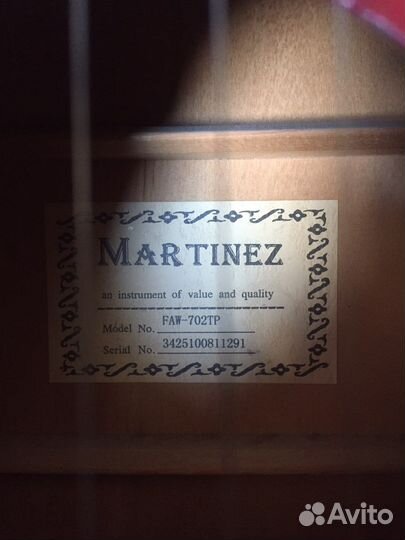 MARTINEZ
an instrument of value and quality
Model No. FAW-702TP
Serial No. 3425100811291
Avito